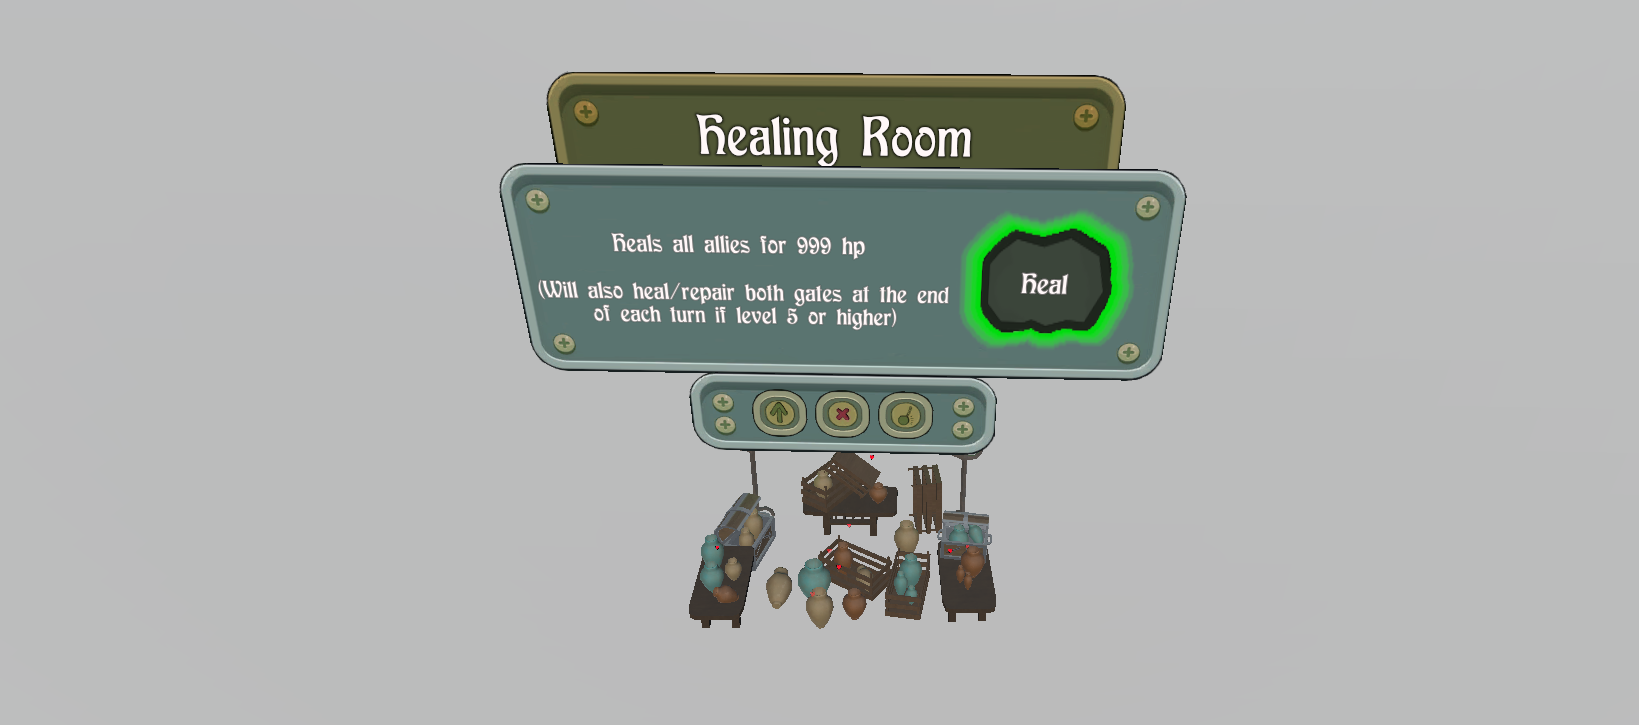 Healing Room
Heals all allies for 999 hp
(Will also heal/repair both gates at the end
of each turn if level 5 or higher)
Heal